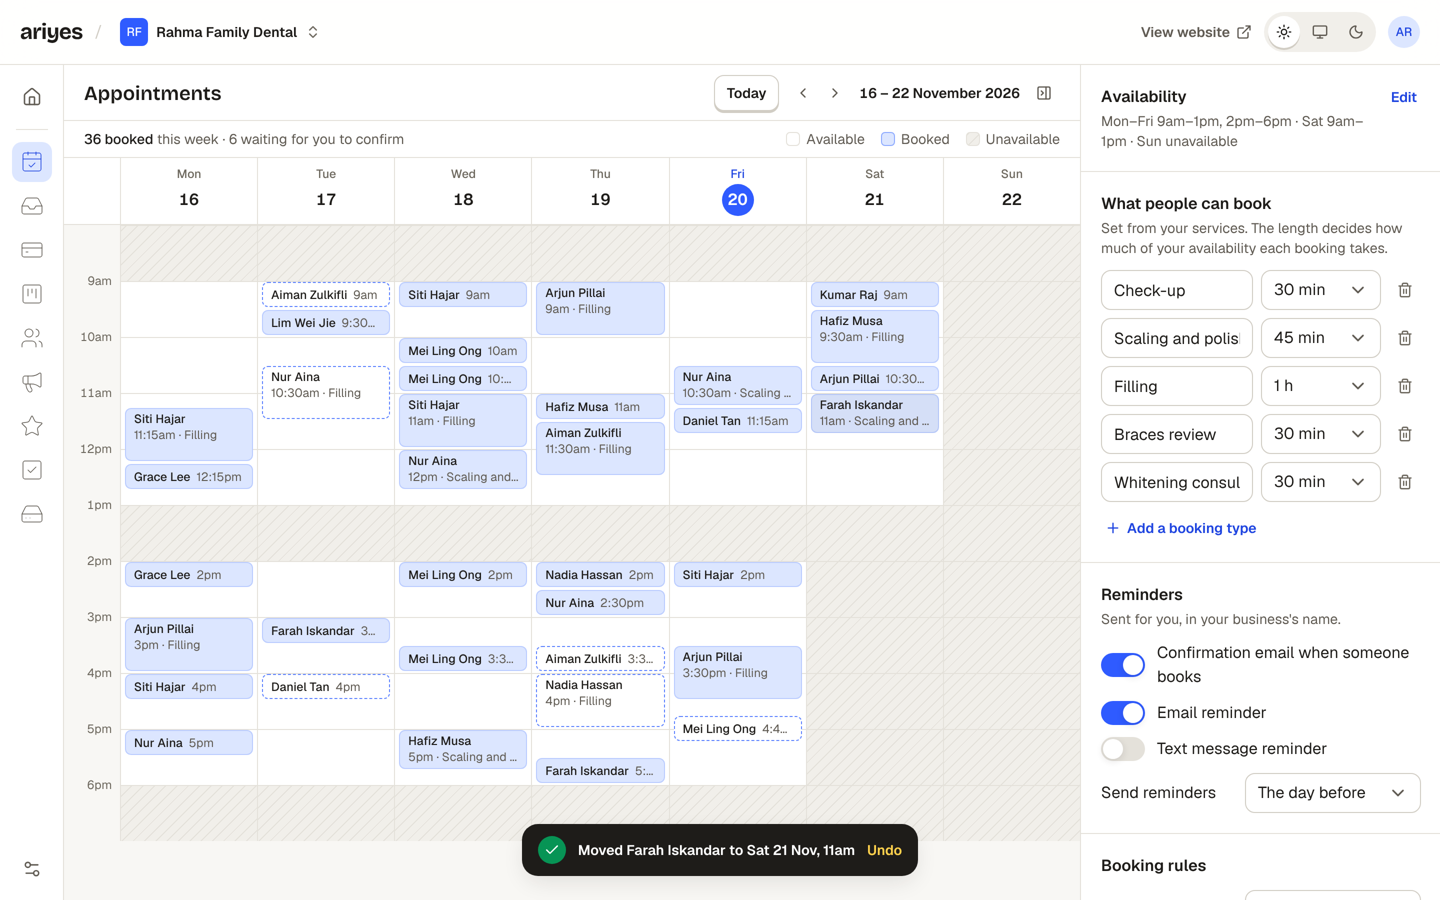 ariyes / RF Rahma Family Dental
View website
AR
Appointments
Today
16 – 22 November 2026
36 booked this week · 6 waiting for you to confirm
Available
Booked
Unavailable
Mon
16
Tue
17
Wed
18
Thu
19
Fri
20
Sat
21
Sun
22
9am
10am
11am
12pm
1pm
2pm
3pm
4pm
5pm
6pm
Siti Hajar
11:15am · Filling
Grace Lee 12:15pm
Grace Lee 2pm
Arjun Pillai
3pm · Filling
Siti Hajar 4pm
Nur Aina 5pm
Aiman Zulkifli 9am
Lim Wei Jie 9:30...
Nur Aina
10:30am · Filling
Farah Iskandar 3...
Daniel Tan 4pm
Siti Hajar 9am
Mei Ling Ong 10am
Mei Ling Ong 10:...
Siti Hajar
11am · Filling
Nur Aina
12pm · Scaling and...
Mei Ling Ong 2pm
Mei Ling Ong 3:3...
Hafiz Musa
5pm · Scaling and ...
Arjun Pillai
9am · Filling
Hafiz Musa 11am
Aiman Zulkifli
11:30am · Filling
Nadia Hassan 2pm
Nur Aina 2:30pm
Aiman Zulkifli 3:3...
Nadia Hassan
4pm · Filling
Farah Iskandar 5:...
Nur Aina
10:30am · Scaling ...
Daniel Tan 11:15am
Siti Hajar 2pm
Arjun Pillai
3:30pm · Filling
Mei Ling Ong 4:4...
Kumar Raj 9am
Hafiz Musa
9:30am · Filling
Arjun Pillai 10:30...
Farah Iskandar
11am · Scaling and ...
Moved Farah Iskandar to Sat 21 Nov, 11am Undo
Availability
Edit
Mon–Fri 9am–1pm, 2pm–6pm · Sat 9am–
1pm · Sun unavailable
What people can book
Set from your services. The length decides how
much of your availability each booking takes.
Check-up 30 min
Scaling and polis 45 min
Filling 1 h
Braces review 30 min
Whitening consul 30 min
+ Add a booking type
Reminders
Sent for you, in your business's name.
Confirmation email when someone
books
Email reminder
Text message reminder
Send reminders The day before
Booking rules